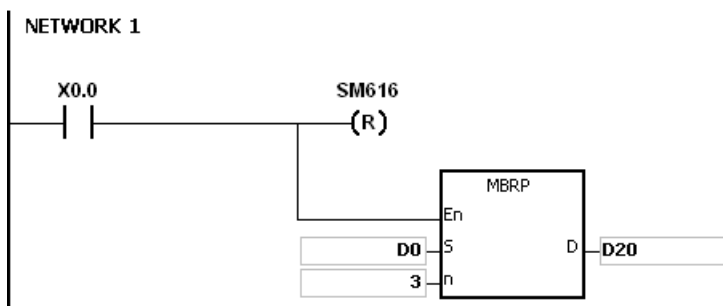 NETWORK 1
X0.0
SM616
(R)
MBRP
En
D0 S D D20
3 n